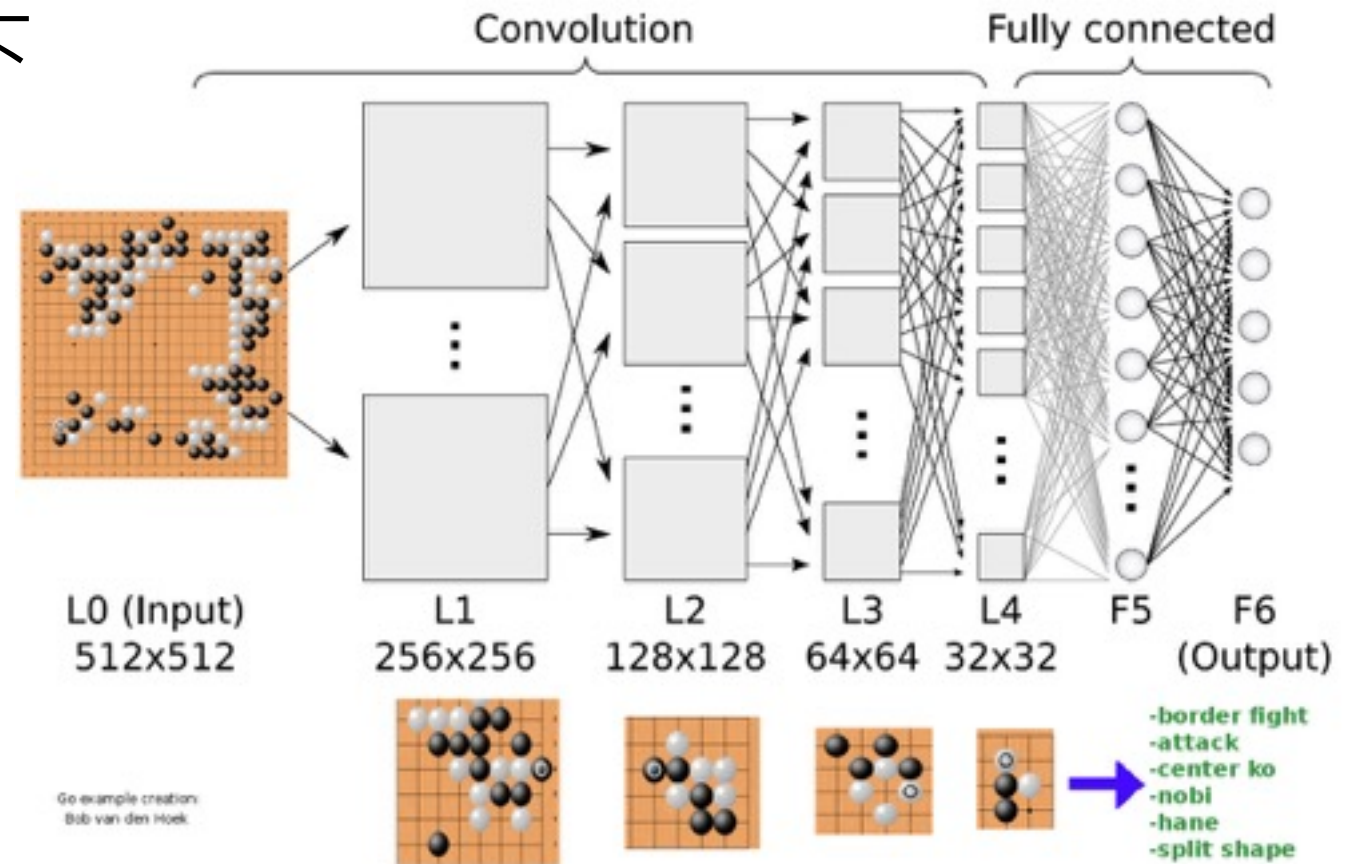 Convolution
Fully connected
L0 (Input)
512x512
L1
256x256
L2
128x128
L3
64x64
L4
32x32
F5
F6
(Output)
Go example creation:
Bob van den Hoek
-border fight
-attack
-center ko
-nobi
-hane
-split shape